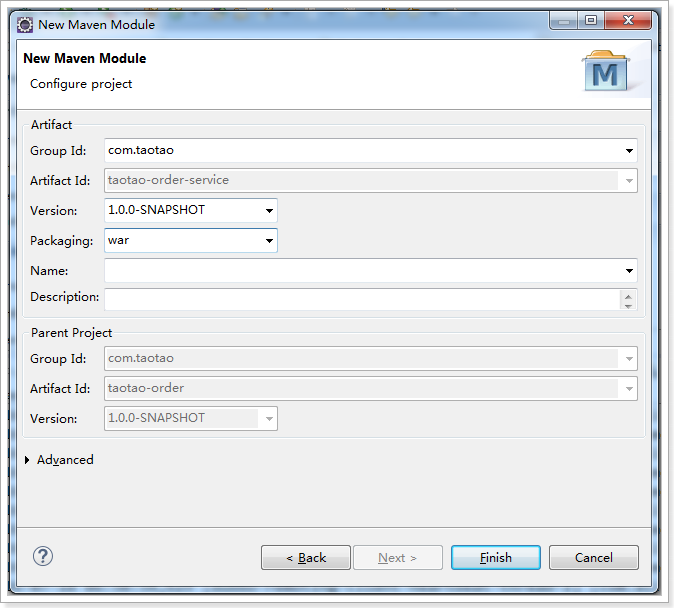 New Maven Module
New Maven Module
Configure project
M
Artifact
Group Id: com.taotao
Artifact Id: taotao-order-service
Version: 1.0.0-SNAPSHOT
Packaging: war
Name:
Description:
Parent Project
Group Id: com.taotao
Artifact Id: taotao-order
Version: 1.0.0-SNAPSHOT
Advanced
? < Back Next > Finish Cancel